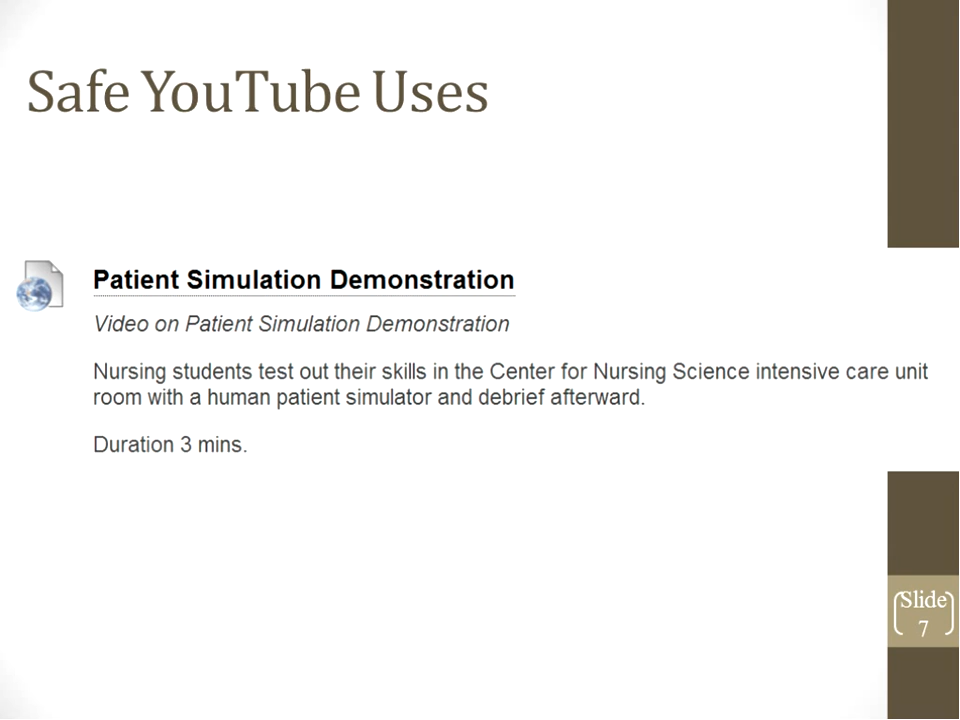 Safe YouTube Uses
Patient Simulation Demonstration
Video on Patient Simulation Demonstration
Nursing students test out their skills in the Center for Nursing Science intensive care unit
room with a human patient simulator and debrief afterward.
Duration 3 mins.
Slide
7